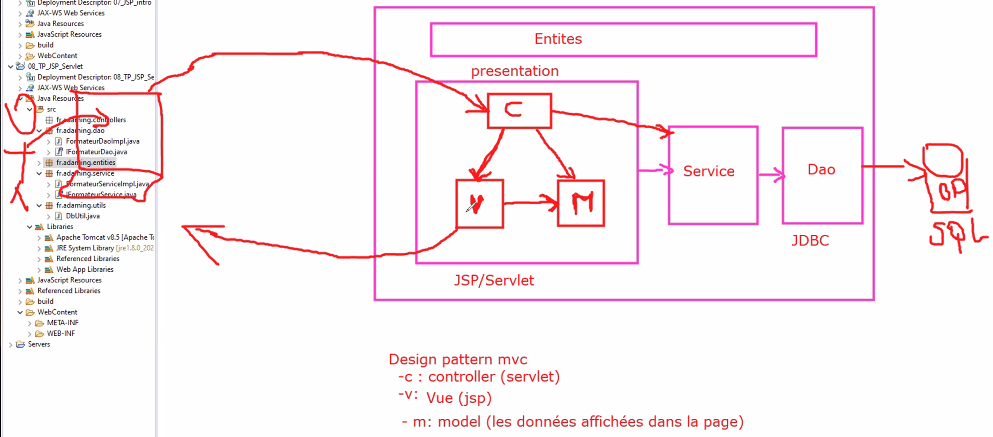 Deployment Descriptor: 07_JSP_intro
JAX-WS Web Services
Java Resources
JavaScript Resources
build
WebContent
08_TP_JSP_Servlet
Deployment Descriptor: 08_TP_JSP_Se
JAX-WS Web Services
Java Resources
src
fr.adaming.controllers
fr.adaming.dao
FormateurDaoImpl.java
IFormateurDao.java
fr.adaming.entities
fr.adaming.service
FormateurServiceImpl.java
IFormateurService.java
fr.adaming.utils
DbUtil.java
Libraries
Apache Tomcat v8.5 [Apache To
JRE System Library [jre1.8.0_202
Referenced Libraries
Web App Libraries
JavaScript Resources
Referenced Libraries
build
WebContent
META-INF
WEB-INF
Servers
Entites
presentation
C
V
M
JSP/Servlet
Service
Dao
JDBC
SQL
Design pattern mvc
-c : controller (servlet)
-v: Vue (jsp)
- m: model (les données affichées dans la page)